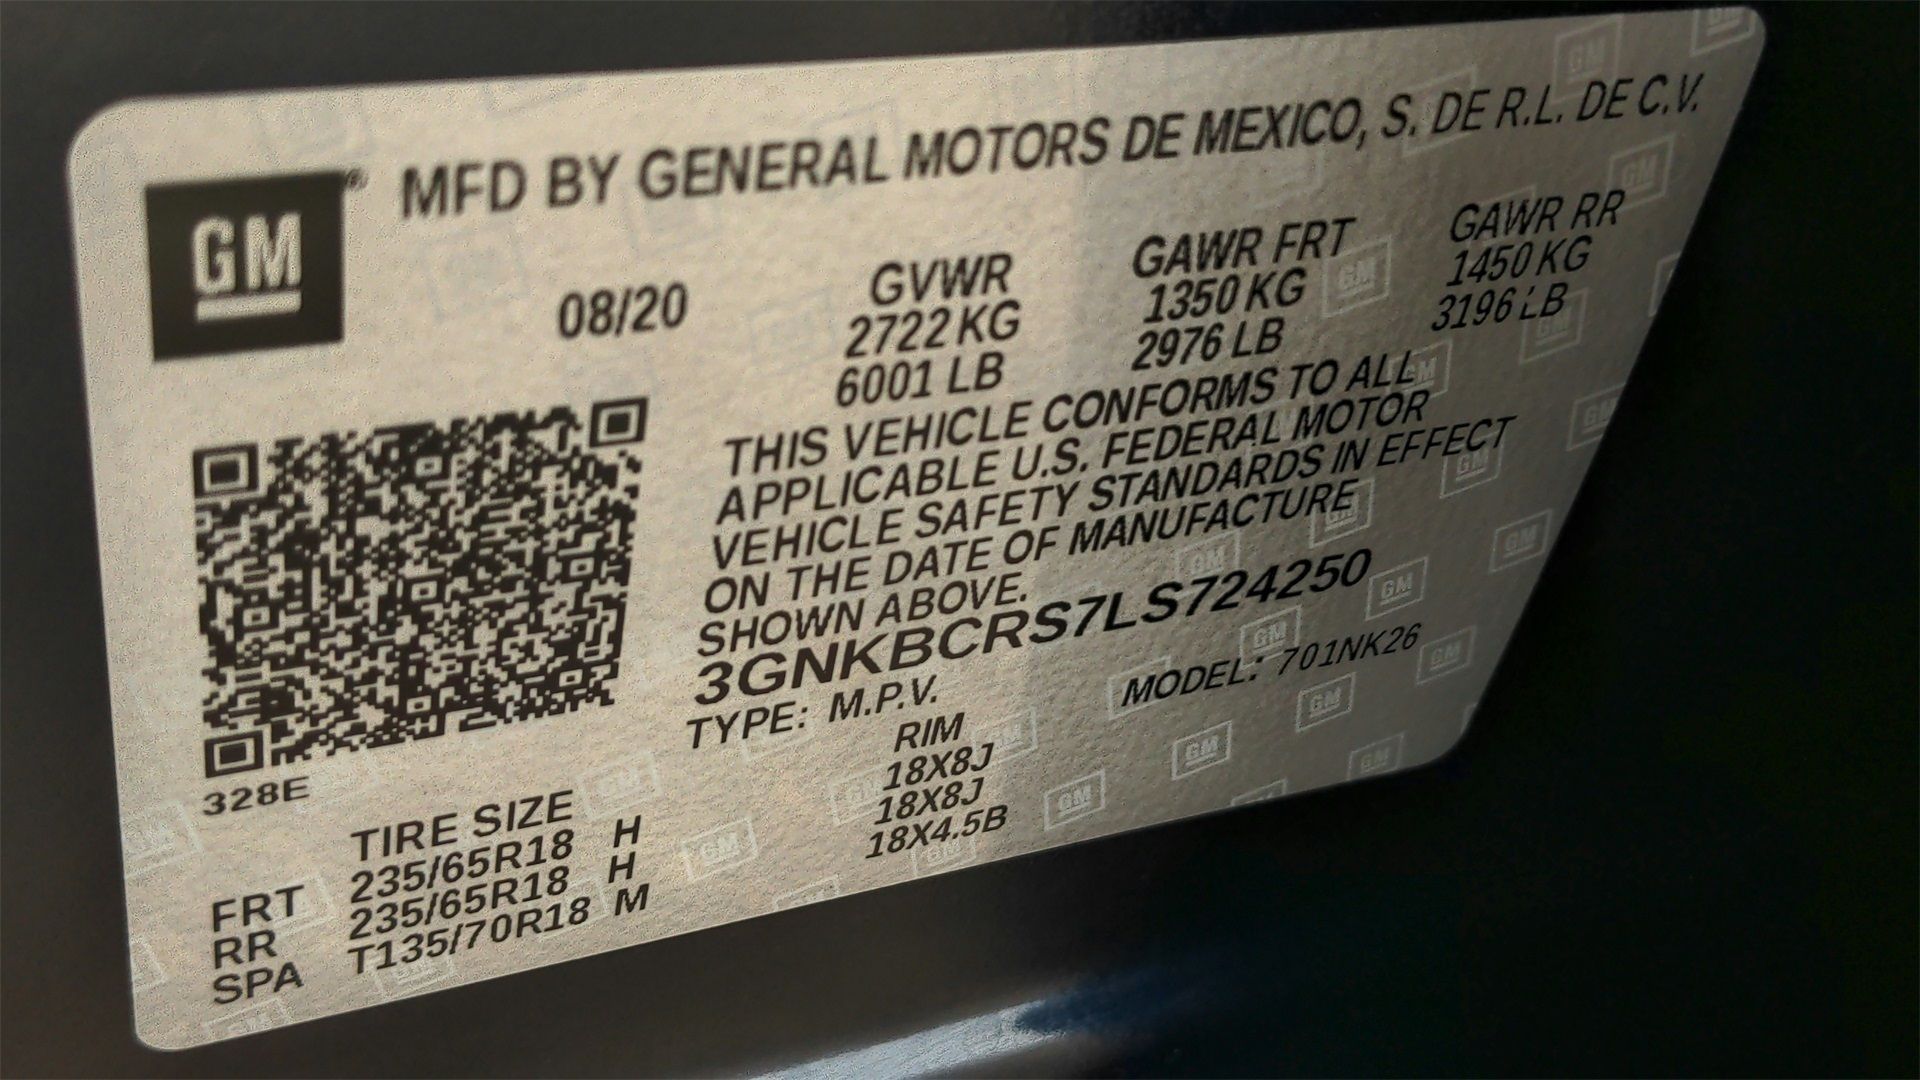 GM® MFD BY GENERAL MOTORS DE MEXICO, S. DE R.L. DE C.V.
08/20
GVWR
2722 KG
6001 LB
GAWR FRT
1350 KG
2976 LB
GAWR RR
1450 KG
3196 LB
THIS VEHICLE CONFORMS TO ALL
APPLICABLE U.S. FEDERAL MOTOR
VEHICLE SAFETY STANDARDS IN EFFECT
ON THE DATE OF MANUFACTURE
SHOWN ABOVE.
3GNKBCRS7LS724250
TYPE: M.P.V. MODEL: 701NK26
328E
TIRE SIZE RIM
FRT 235/65R18 H 18X8J
RR 235/65R18 H 18X8J
SPA T135/70R18 M 18X4.5B